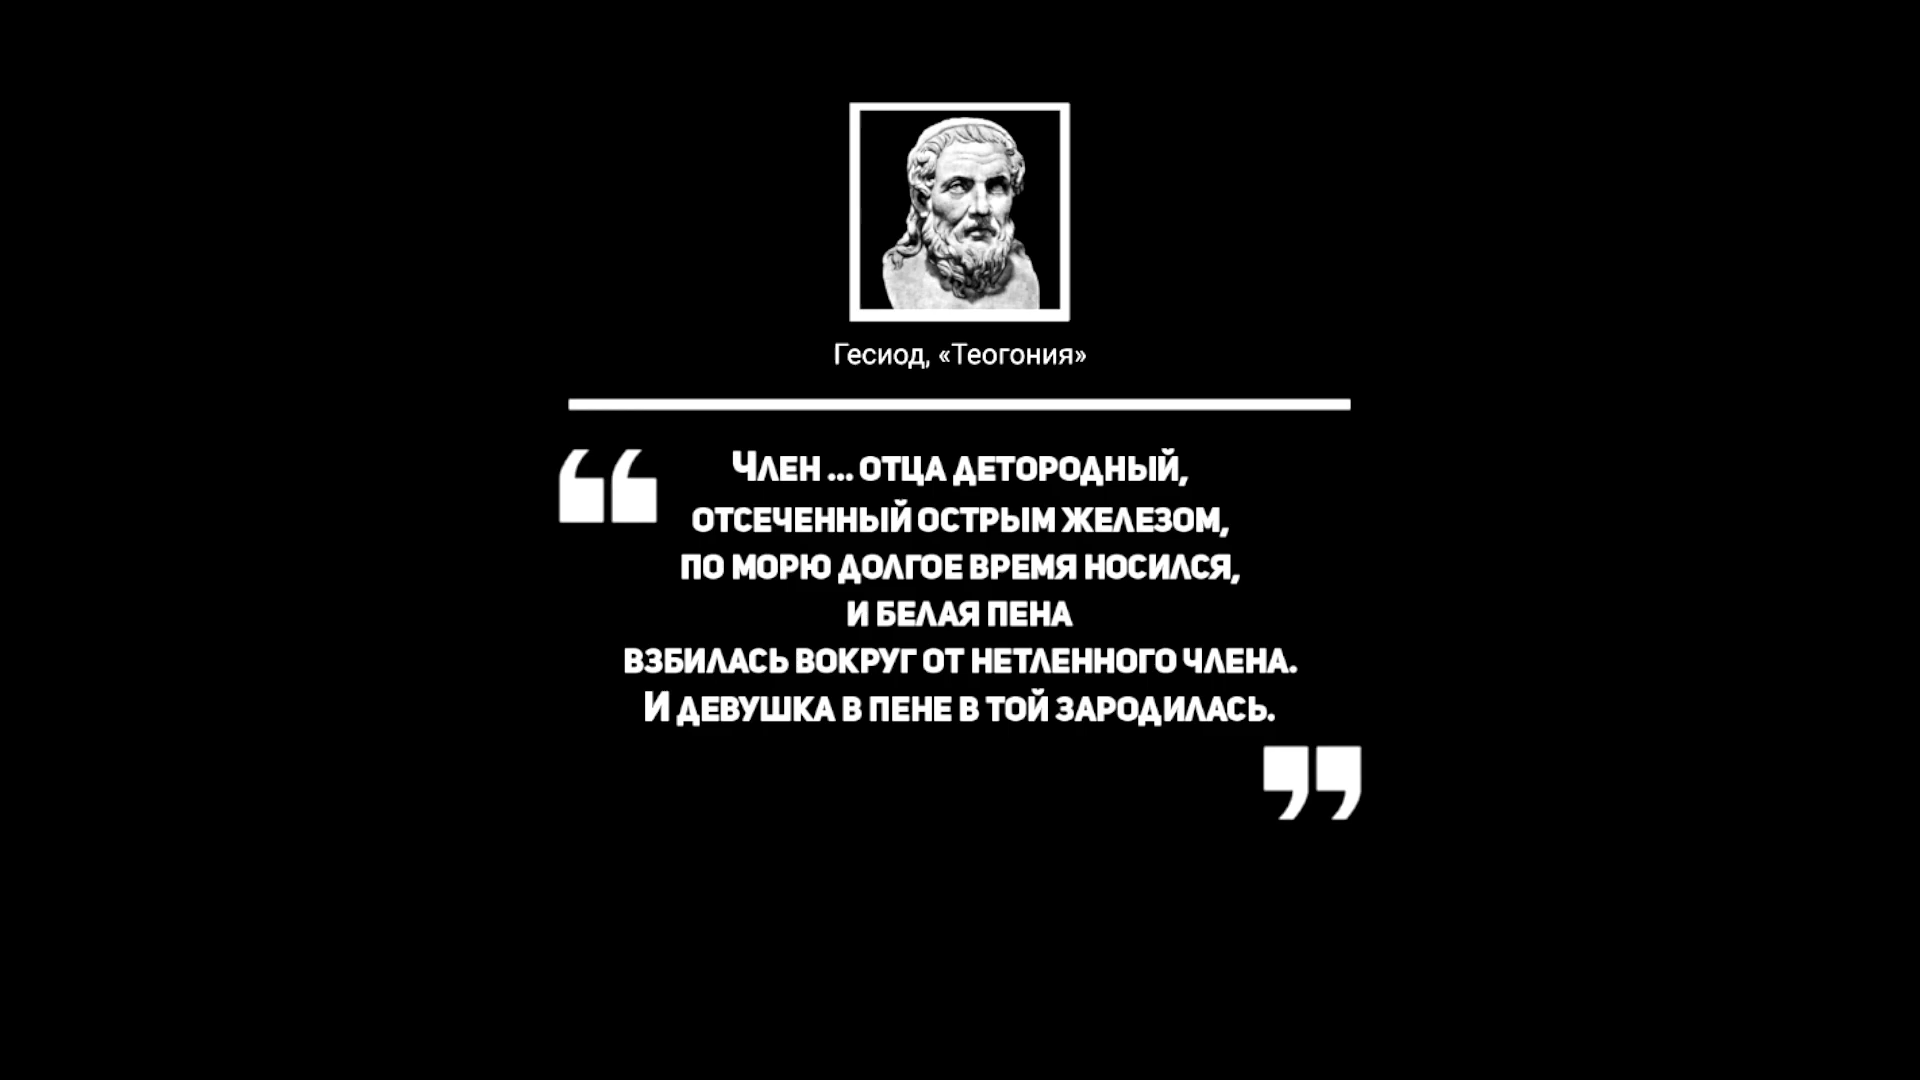 Гесиод, «Теогония»
“
Член ... отца детородный,
отсеченный острым железом,
по морю долгое время носился,
и белая пена
взбилась вокруг от нетленного члена.
И девушка в пене в той зародилась.
”